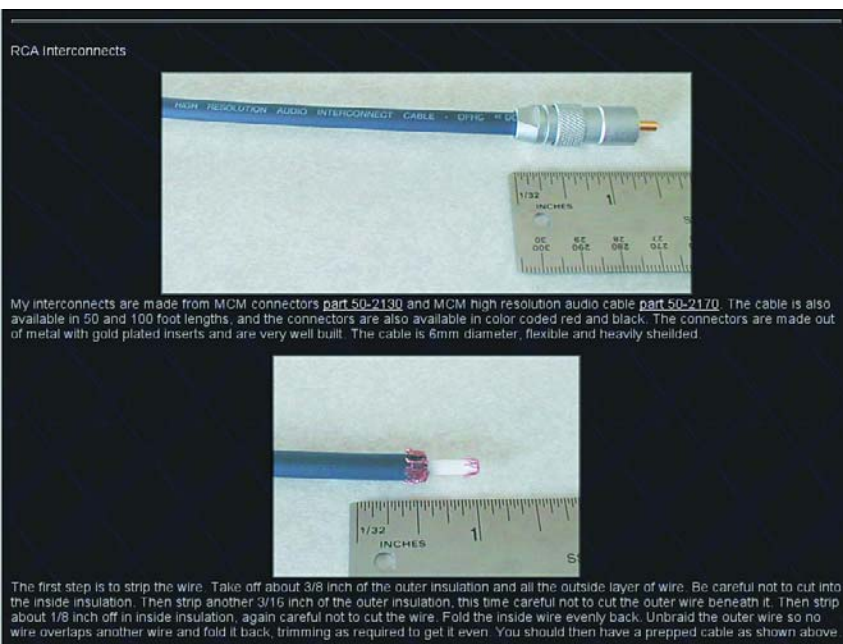 RCA Interconnects
HIGH RESOLUTION AUDIO INTERCONNECT CABLE - OFHC
1/32
1
INCHES
30 29 28 27
300 290 280 270
My interconnects are made from MCM connectors part 50-2130 and MCM high resolution audio cable part 50-2170. The cable is also
available in 50 and 100 foot lengths, and the connectors are also available in color coded red and black. The connectors are made out
of metal with gold plated inserts and are very well built. The cable is 6mm diameter, flexible and heavily sheilded.
1/32
1
INCHES
The first step is to strip the wire. Take off about 3/8 inch of the outer insulation and all the outside layer of wire. Be careful not to cut into
the inside insulation. Then strip another 3/16 inch of the outer insulation, this time careful not to cut the outer wire beneath it. Then strip
about 1/8 inch off in inside insulation, again careful not to cut the wire. Fold the inside wire evenly back. Unbraid the outer wire so no
wire overlaps another wire and fold it back, trimming as required to get it even. You should then have a prepped cable as shown above